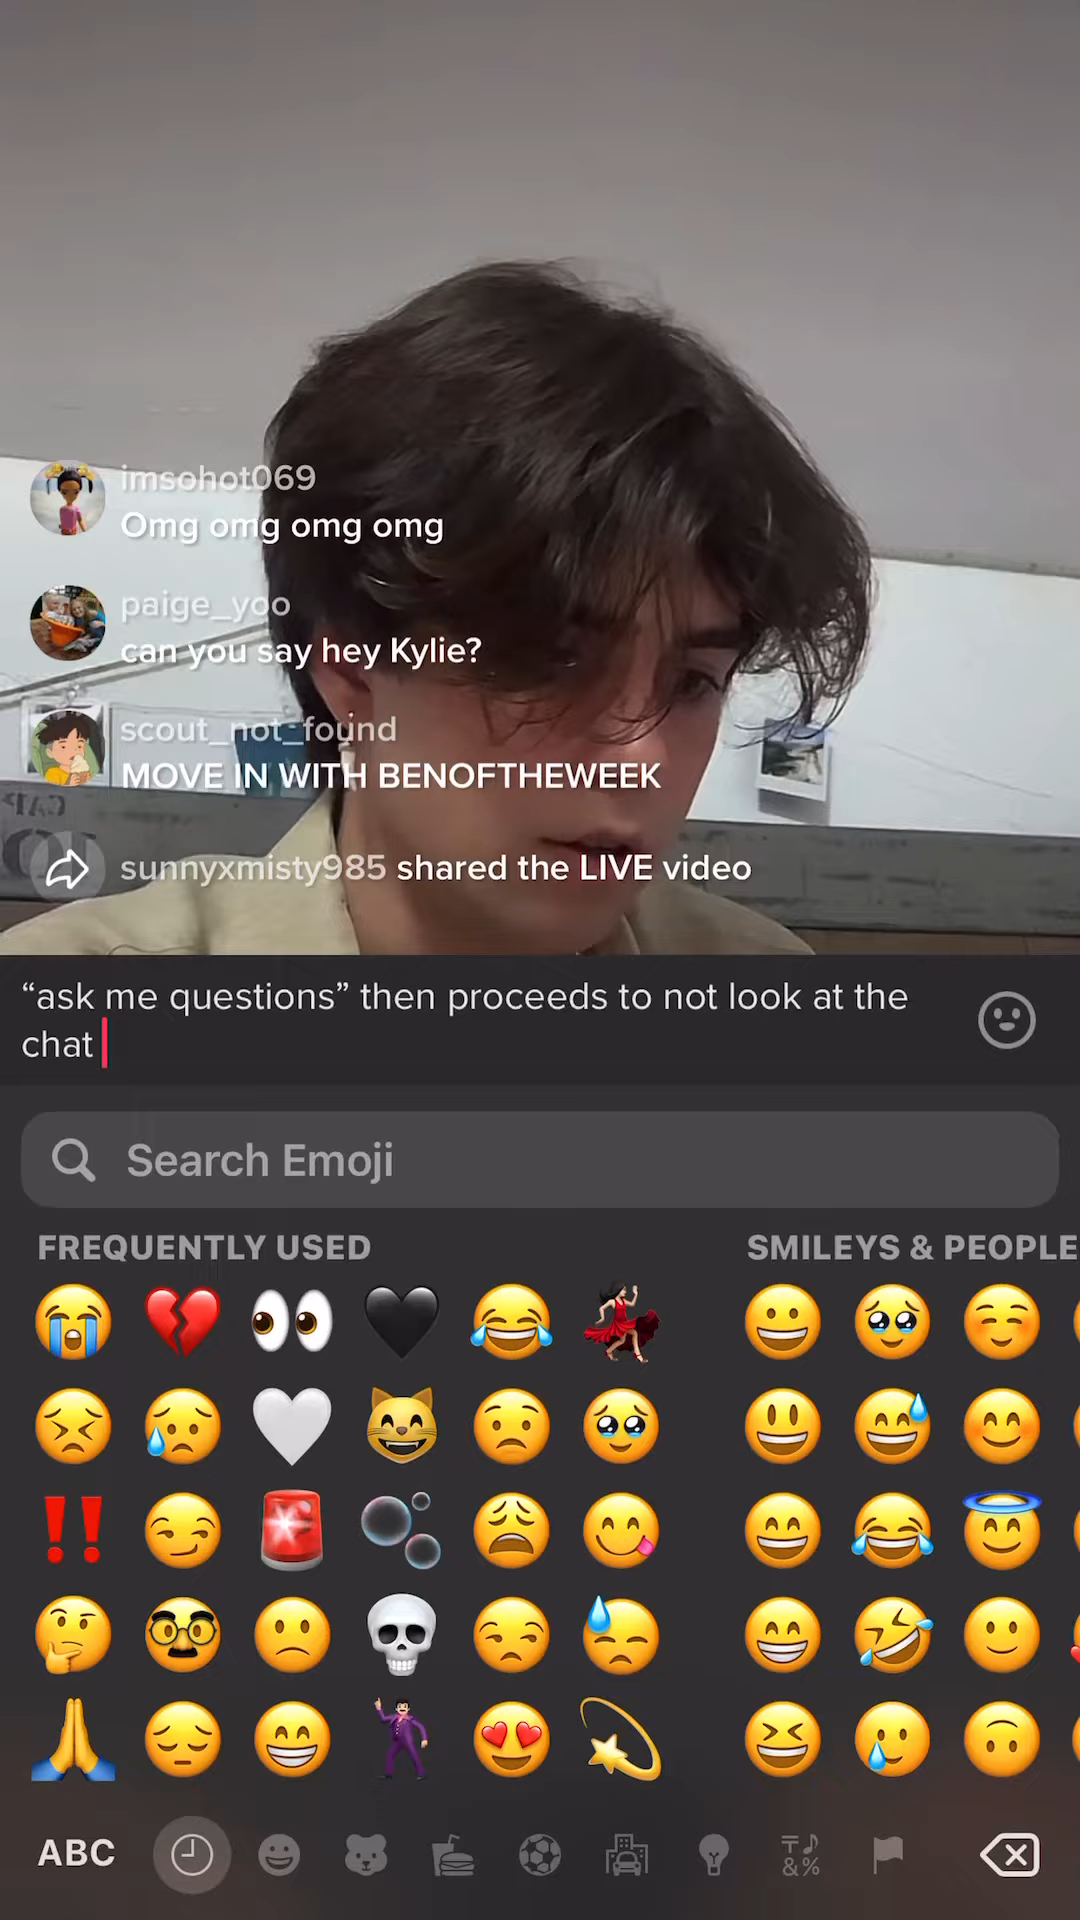 imsohot069
Omg omg omg omg
paige_yoo
can you say hey Kylie?
scout_not_found
MOVE IN WITH BENOFTHEWEEK
sunnyxmisty985 shared the LIVE video
“ask me questions” then proceeds to not look at the
chat
Search Emoji
FREQUENTLY USED
SMILEYS & PEOPLE
ABC